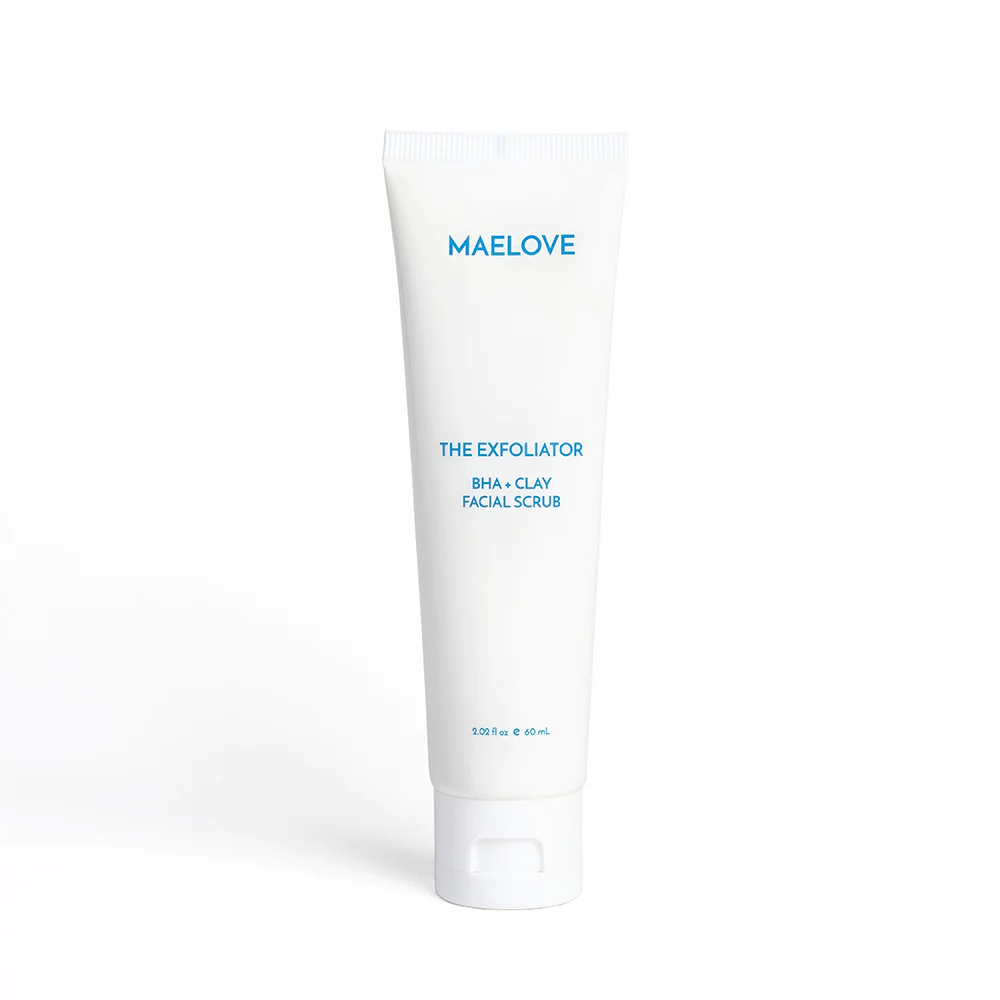 MAELOVE
THE EXFOLIATOR
BHA + CLAY
FACIAL SCRUB
2.02 fl oz ℮ 60 mL